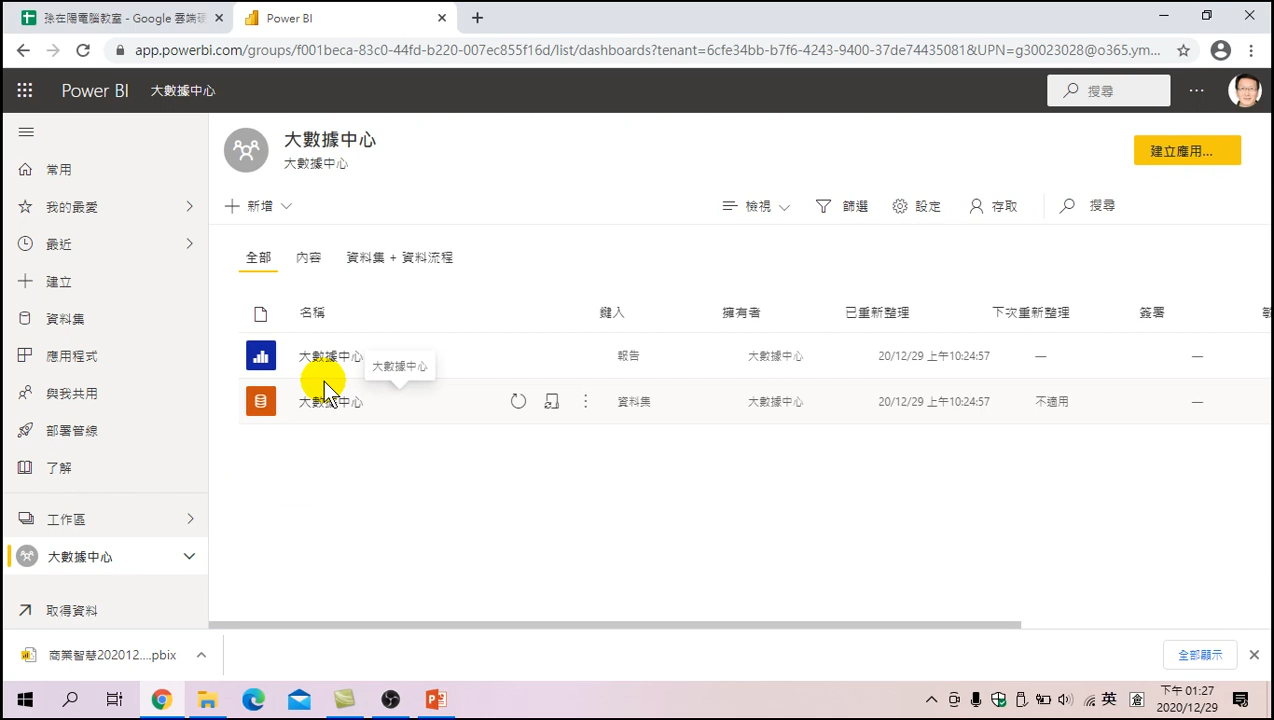 孫在陽電腦教室 - Google 雲端硬
Power BI
app.powerbi.com/groups/f001beca-83c0-44fd-b220-007ec855f16d/list/dashboards?tenant=6cfe34bb-b7f6-4243-9400-37de74435081&UPN=g30023028@o365.ym...
Power BI 大數據中心
搜尋
大數據中心
大數據中心
建立應用...
常用
我的最愛
最近
建立
資料集
應用程式
與我共用
部署管線
了解
工作區
大數據中心
取得資料
新增
檢視
篩選
設定
存取
搜尋
全部 內容 資料集 + 資料流程
名稱 鍵入 擁有者 已重新整理 下次重新整理 簽署
大數據中心 報告 大數據中心 20/12/29 上午10:24:57 — —
大數據中心
大數據中心 資料集 大數據中心 20/12/29 上午10:24:57 不適用 —
商業智慧202012....pbix
全部顯示
英
倉
下午 01:27
2020/12/29